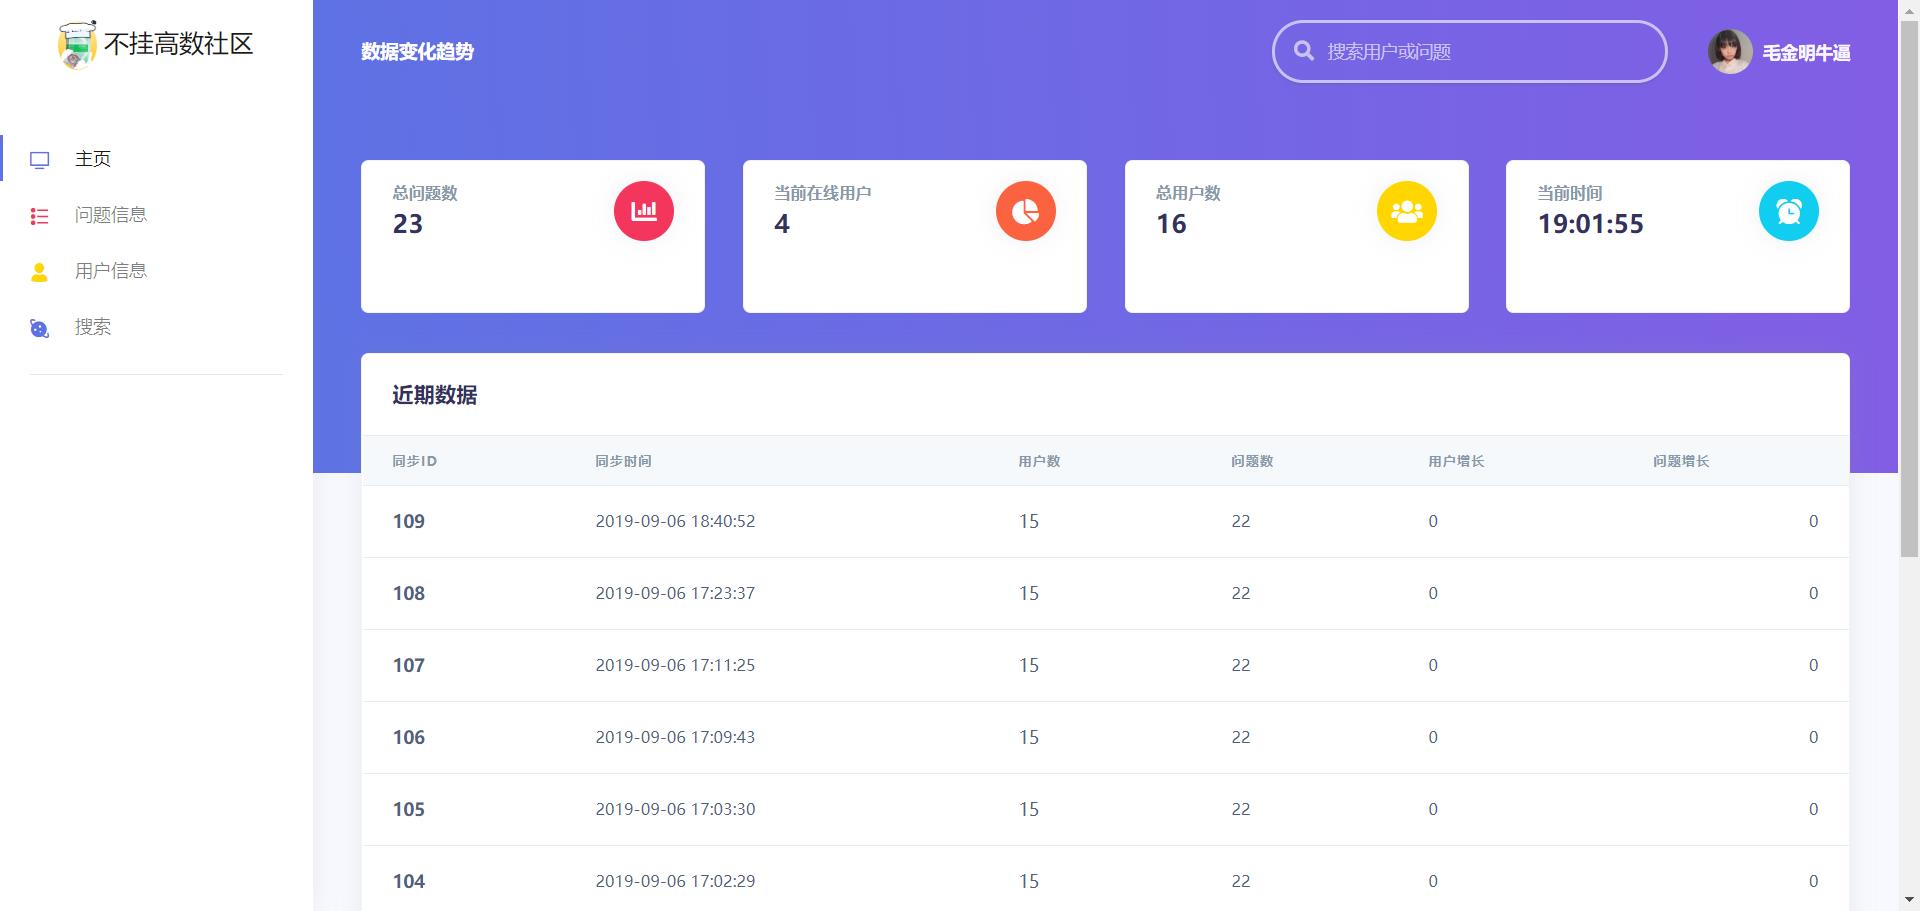 不挂高数社区
主页
问题信息
用户信息
搜索
数据变化趋势
搜索用户或问题
毛金明牛逼
总问题数
23
当前在线用户
4
总用户数
16
当前时间
19:01:55
近期数据
同步ID 同步时间 用户数 问题数 用户增长 问题增长
109 2019-09-06 18:40:52 15 22 0 0
108 2019-09-06 17:23:37 15 22 0 0
107 2019-09-06 17:11:25 15 22 0 0
106 2019-09-06 17:09:43 15 22 0 0
105 2019-09-06 17:03:30 15 22 0 0
104 2019-09-06 17:02:29 15 22 0 0